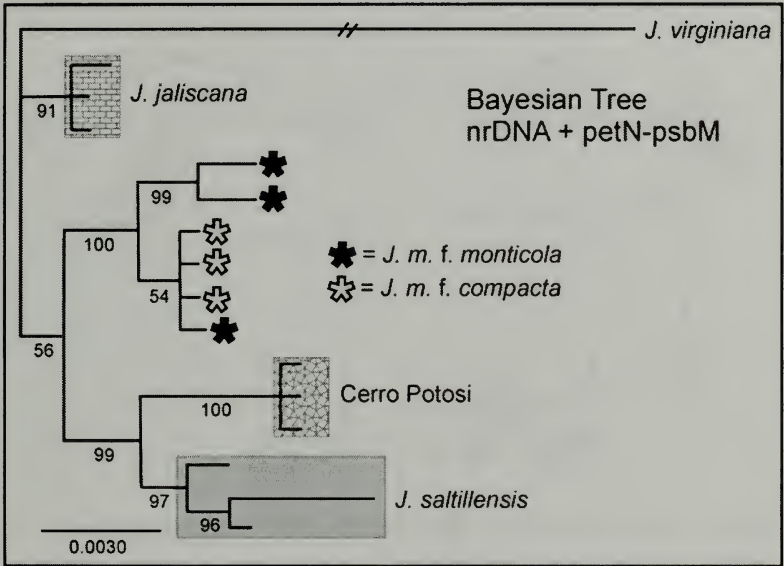 J. virginiana
J. jaliscana
91
Bayesian Tree
nrDNA + petN-psbM
99
100
= J. m. f. monticola
= J. m. f. compacta
54
56
100
Cerro Potosi
99
97
96
J. saltillensis
0.0030